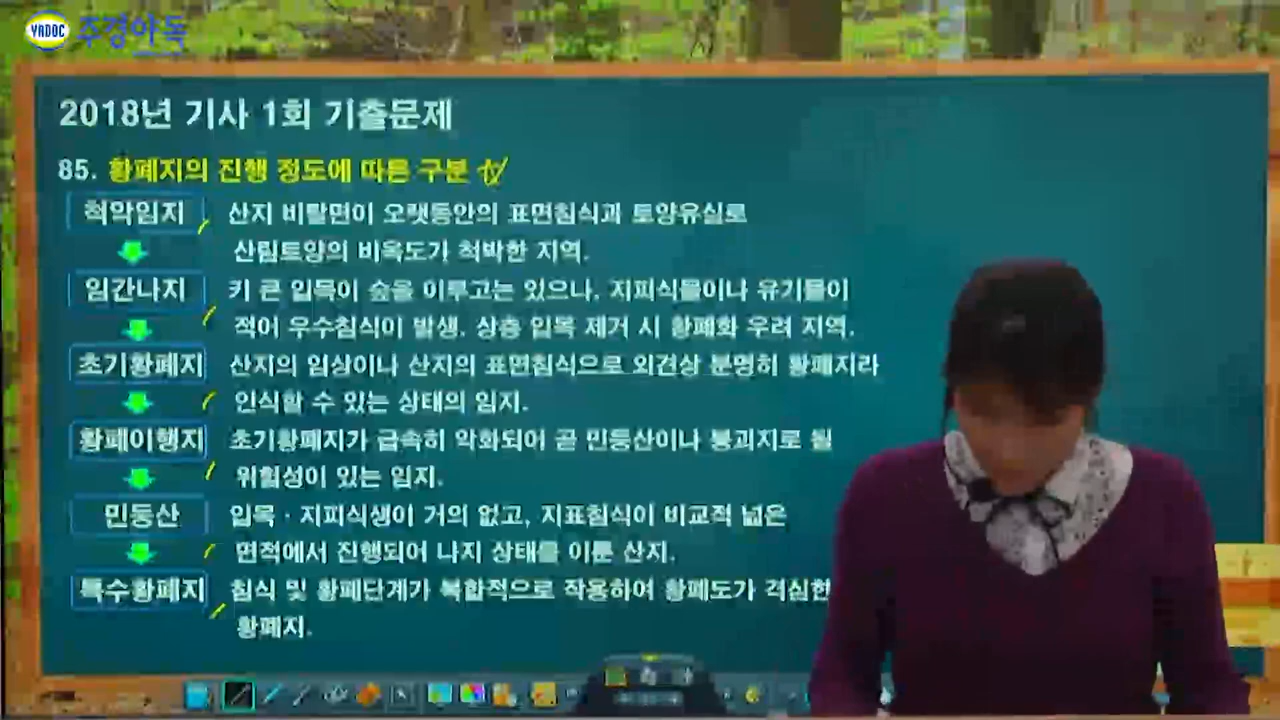 YADOC 주경야독
2018년 기사 1회 기출문제
85. 황폐지의 진행 정도에 따른 구분
척악임지 산지 비탈면이 오랫동안의 표면침식과 토양유실로
산림토양의 비옥도가 척박한 지역.
임간나지 키 큰 입목이 숲을 이루고는 있으나, 지피식물이나 유기물이
적어 우수침식이 발생. 상층 입목 제거 시 황폐화 우려 지역.
초기황폐지 산지의 임상이나 산지의 표면침식으로 외견상 분명히 황폐지라
인식할 수 있는 상태의 임지.
황폐이행지 초기황폐지가 급속히 악화되어 곧 민둥산이나 붕괴지로 될
위험성이 있는 임지.
민둥산 입목 · 지피식생이 거의 없고, 지표침식이 비교적 넓은
면적에서 진행되어 나지 상태를 이룬 산지.
특수황폐지 침식 및 황폐단계가 복합적으로 작용하여 황폐도가 격심한
황폐지.